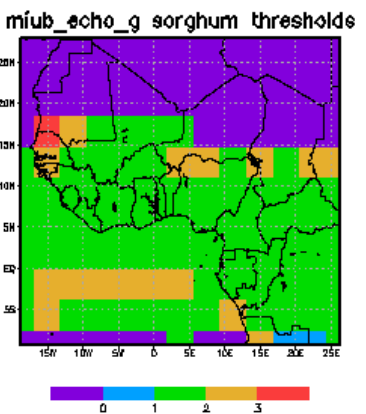 miub_echo_g sorghum thresholds
25N
20N
15N
10N
5N
EQ
5S
15W 10W 5W 0 5E 10E 15E 20E 25E
0 1 2 3